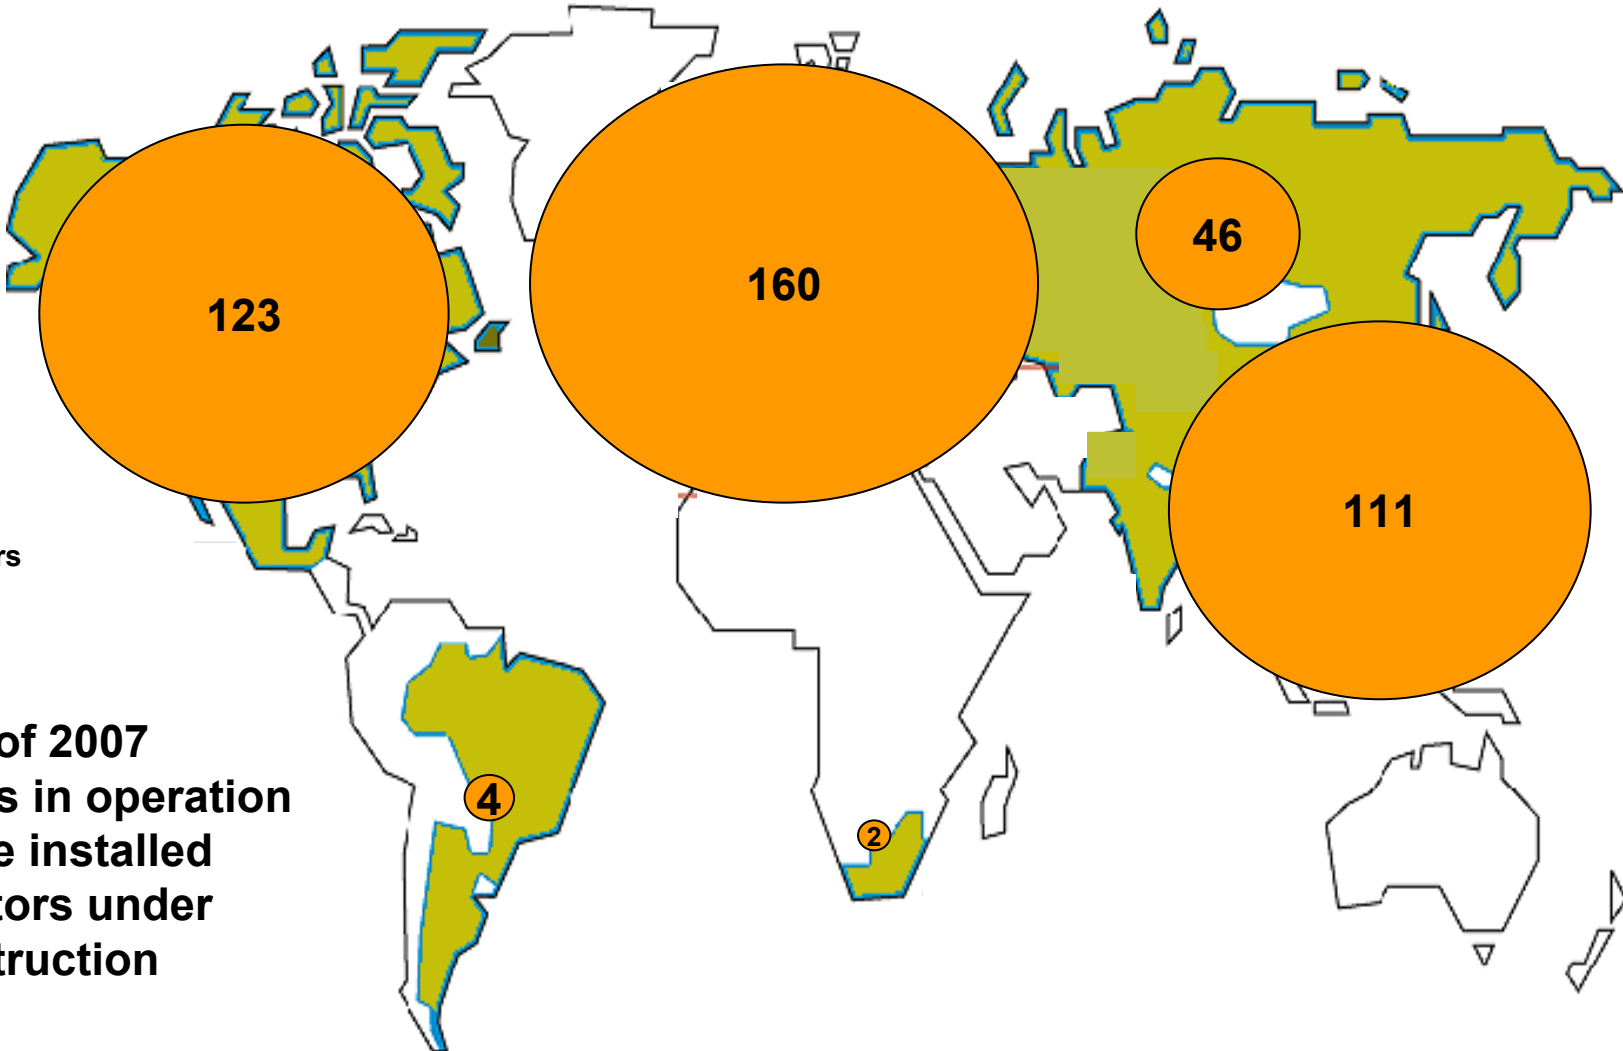 160
46
123
111
rs
of 2007
4
s in operation
2
e installed
tors under
truction